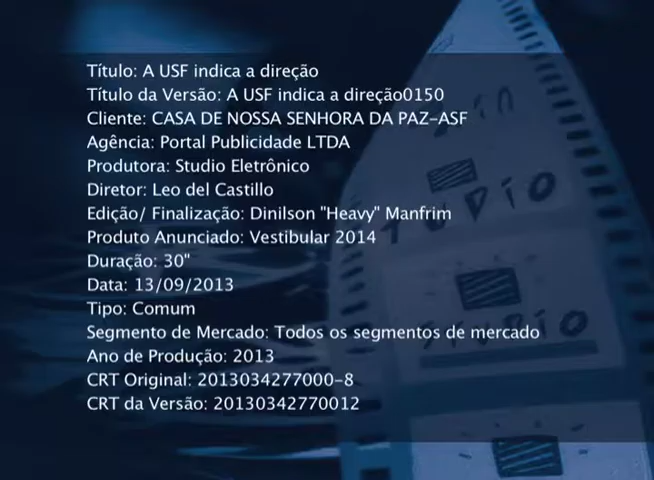 Título: A USF indica a direção
Título da Versão: A USF indica a direção0150
Cliente: CASA DE NOSSA SENHORA DA PAZ-ASF
Agência: Portal Publicidade LTDA
Produtora: Studio Eletrônico
Diretor: Leo del Castillo
Edição/ Finalização: Dinilson "Heavy" Manfrim
Produto Anunciado: Vestibular 2014
Duração: 30"
Data: 13/09/2013
Tipo: Comum
Segmento de Mercado: Todos os segmentos de mercado
Ano de Produção: 2013
CRT Original: 2013034277000-8
CRT da Versão: 20130342770012